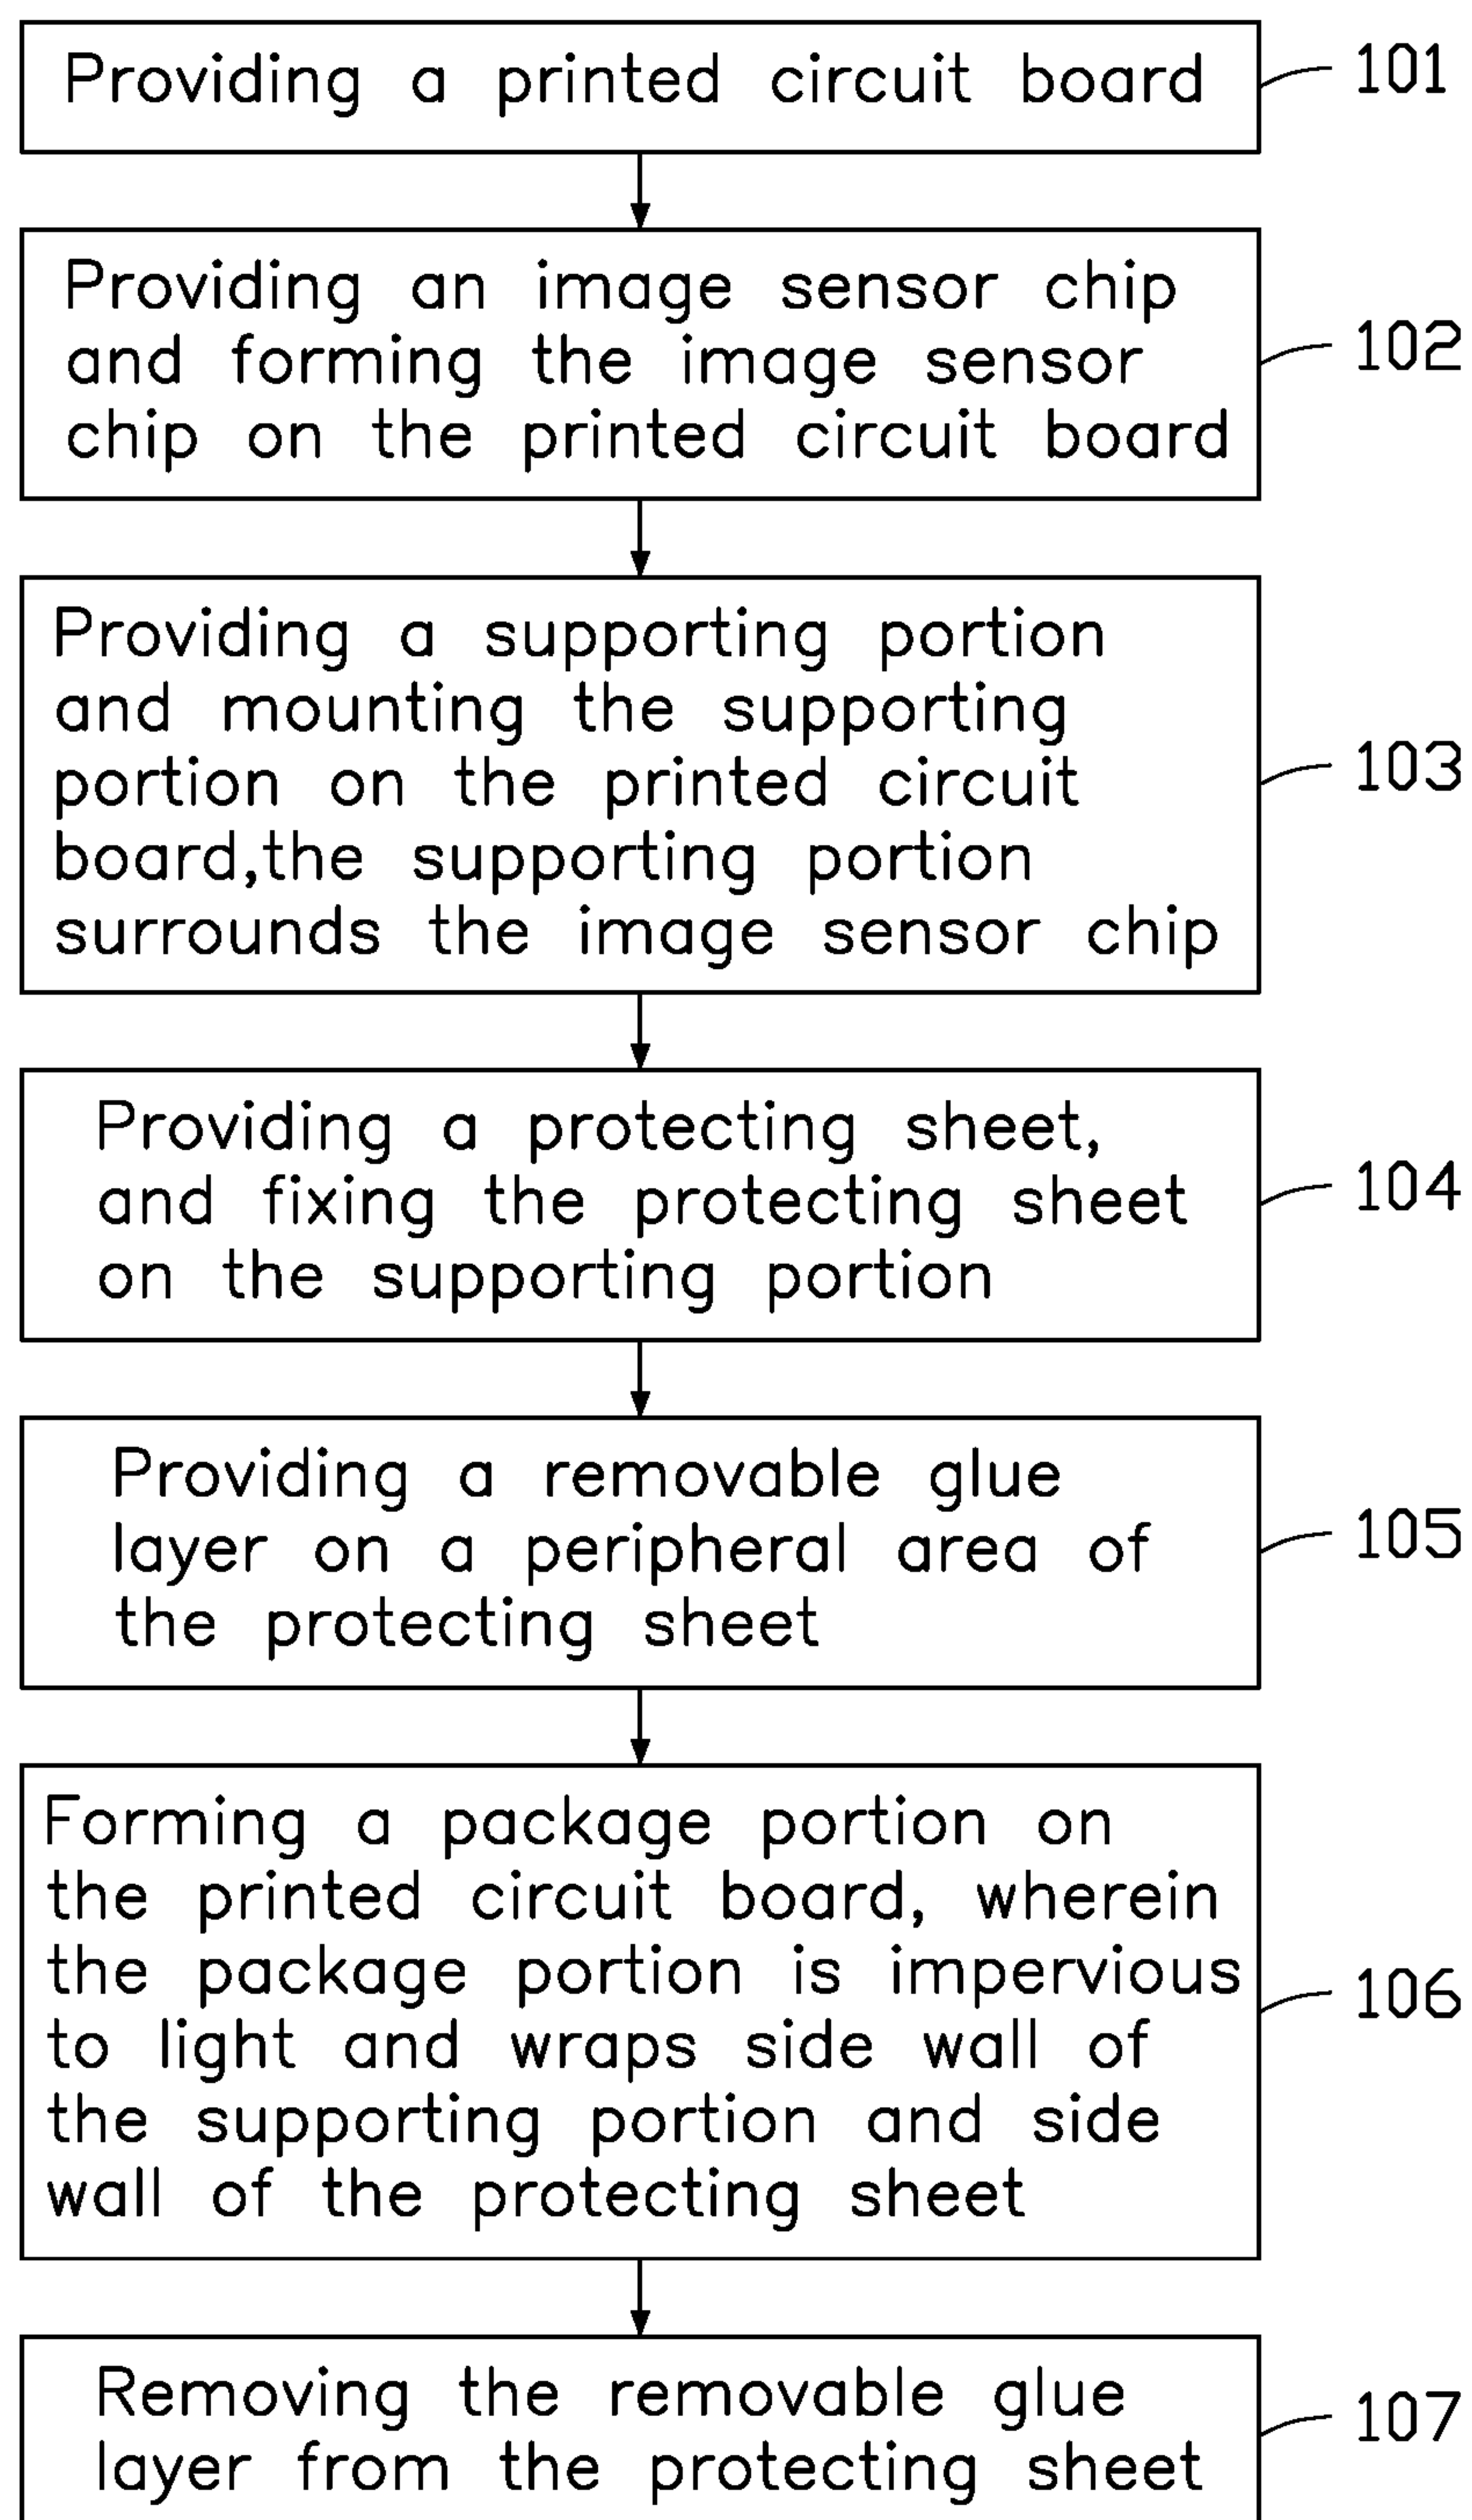 Providing a printed circuit board
101
Providing an image sensor chip
and forming the image sensor
chip on the printed circuit board
102
Providing a supporting portion
and mounting the supporting
portion on the printed circuit
board,the supporting portion
surrounds the image sensor chip
103
Providing a protecting sheet,
and fixing the protecting sheet
on the supporting portion
104
Providing a removable glue
layer on a peripheral area of
the protecting sheet
105
Forming a package portion on
the printed circuit board, wherein
the package portion is impervious
to light and wraps side wall of
the supporting portion and side
wall of the protecting sheet
106
Removing the removable glue
layer from the protecting sheet
107